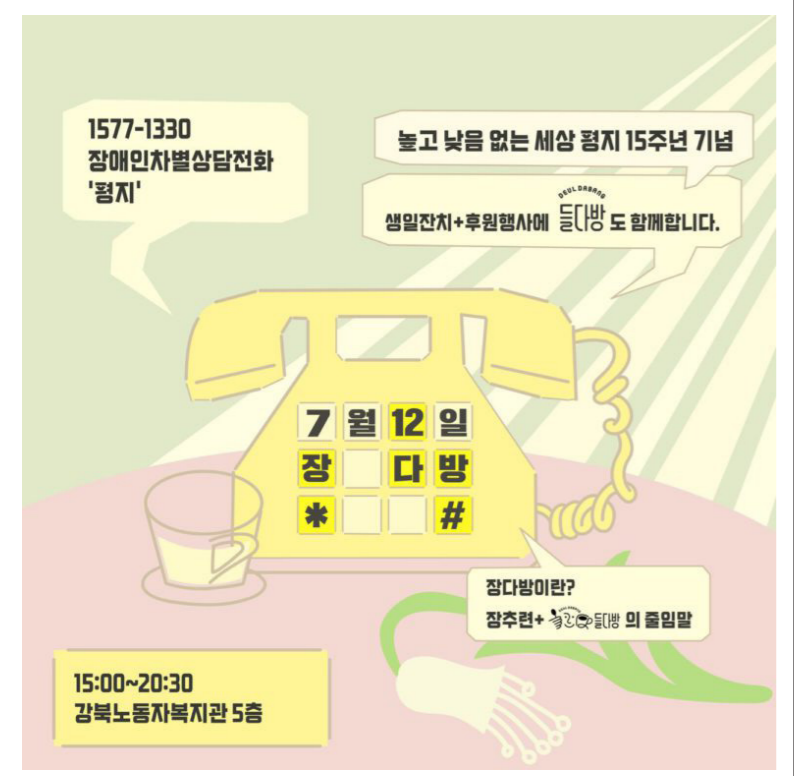 1577-1330
장애인차별상담전화
'평지'
높고 낮음 없는 세상 평지 15주년 기념
DEUL DABANG
생일잔치+후원행사에 들다방 도 함께합니다.
7 월 12 일
장 다 방
* #
장다방이란?
장추련+ 들다방 의 줄임말
15:00~20:30
강북노동자복지관 5층